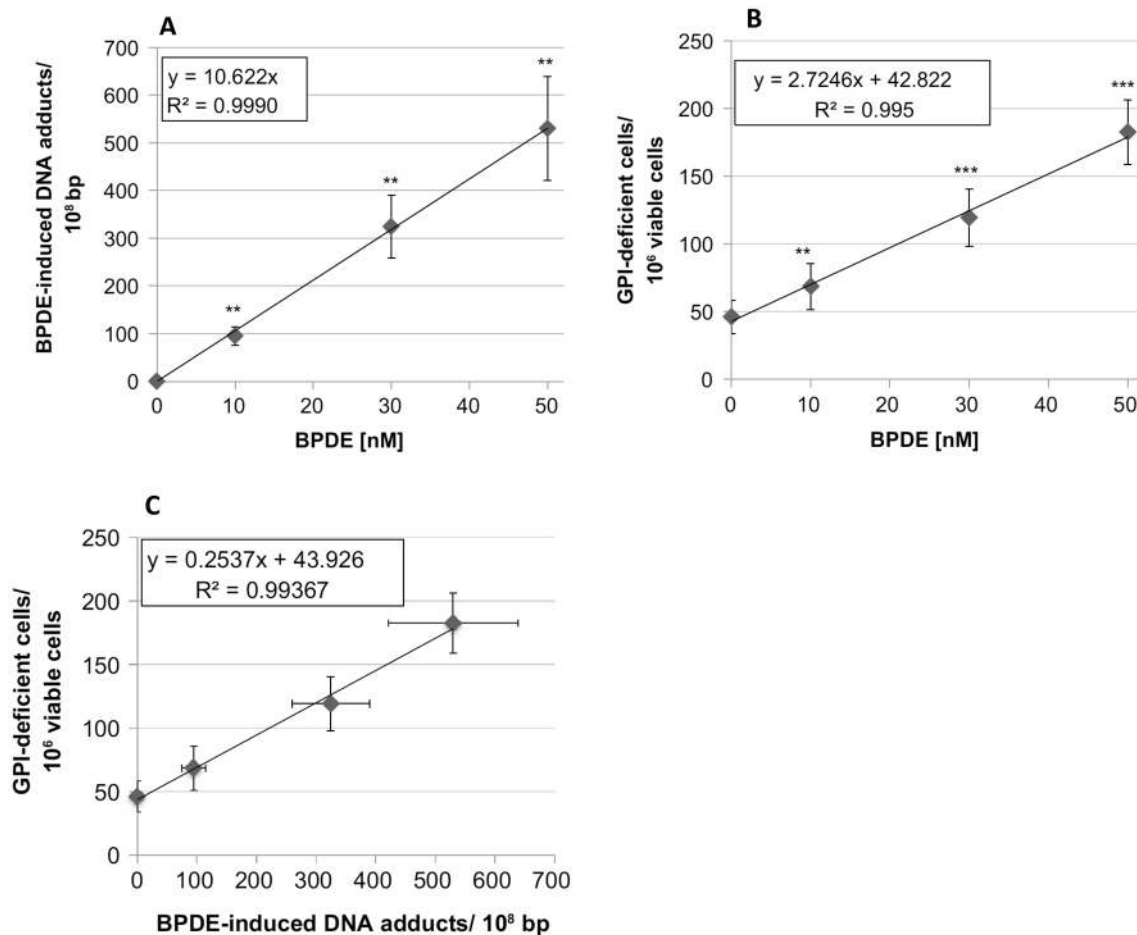 A
BPDE-induced DNA adducts/
10⁸ bp
700
600
500
400
300
200
100
0
y = 10.622x
R² = 0.9990
**
**
**
0 10 20 30 40 50
BPDE [nM]
B
GPI-deficient cells/
10⁶ viable cells
250
200
150
100
50
0
y = 2.7246x + 42.822
R² = 0.995
**
***
***
0 10 20 30 40 50
BPDE [nM]
C
GPI-deficient cells/
10⁶ viable cells
250
200
150
100
50
0
y = 0.2537x + 43.926
R² = 0.99367
0 100 200 300 400 500 600 700
BPDE-induced DNA adducts/ 10⁸ bp